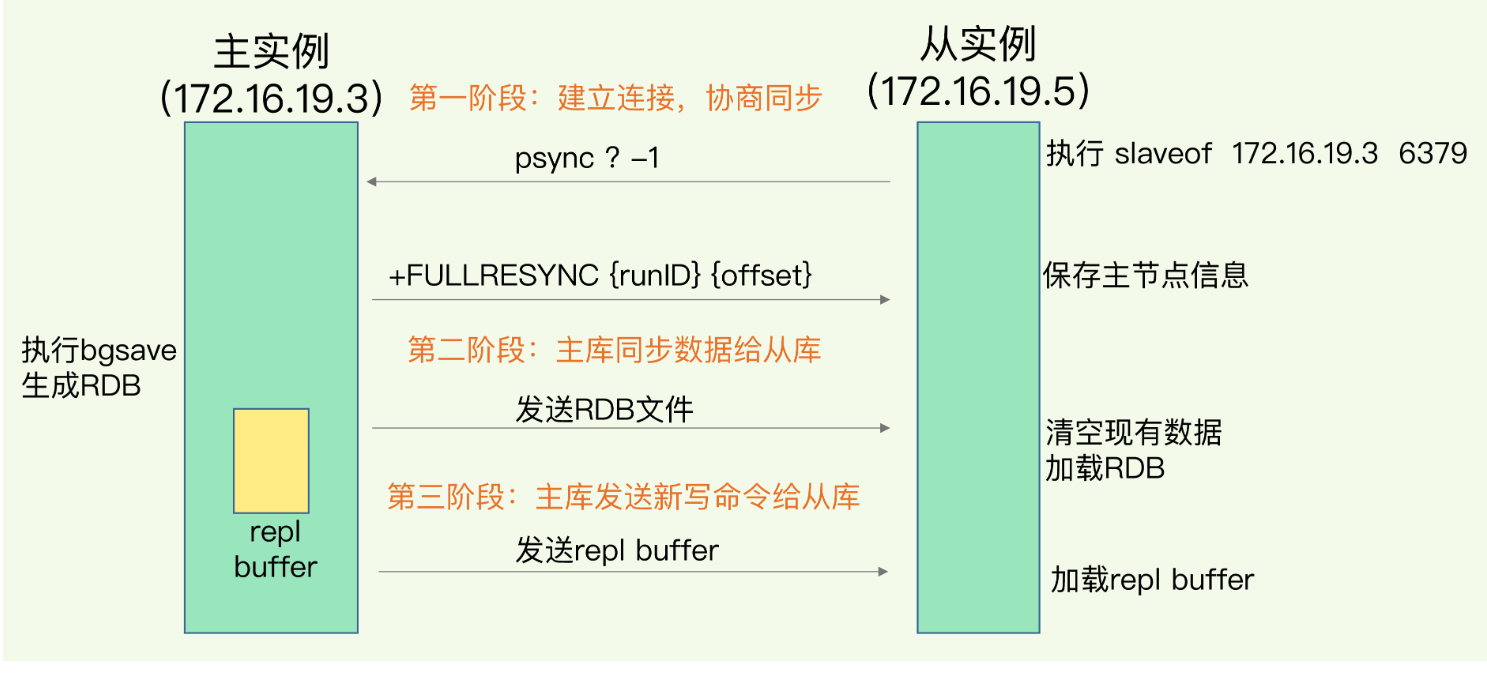 主实例
(172.16.19.3)
从实例
(172.16.19.5)
第一阶段：建立连接，协商同步
psync ? -1
执行 slaveof 172.16.19.3 6379
+FULLRESYNC {runID} {offset}
保存主节点信息
执行bgsave
生成RDB
第二阶段：主库同步数据给从库
发送RDB文件
清空现有数据
加载RDB
第三阶段：主库发送新写命令给从库
repl
buffer
发送repl buffer
加载repl buffer